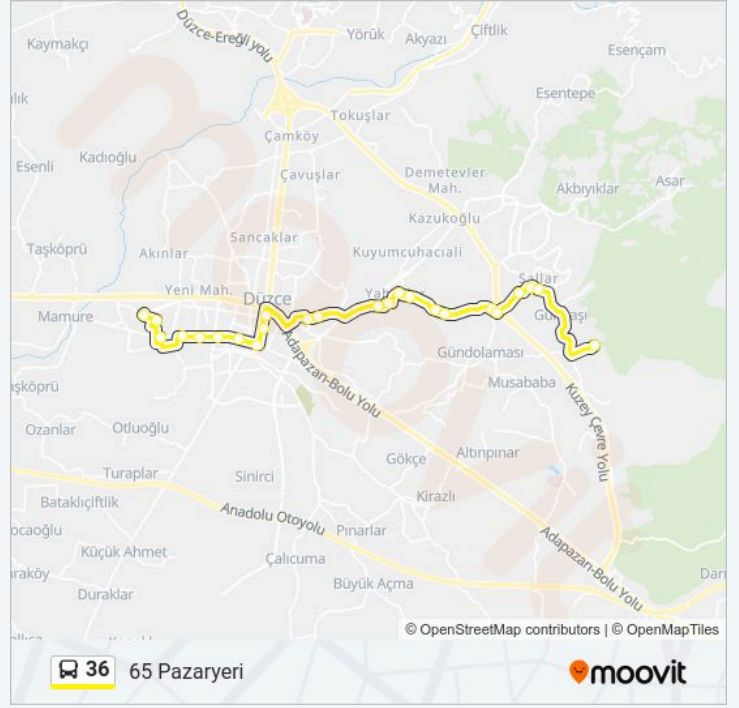 Kaymakçı
Düzce-Ereğli yolu
Yörük
Akyazı
Çiftlik
Esençam
Esentepe
Tokuşlar
Çamköy
Esenli
Kadıoğlu
Çavuşlar
Demetevler
Mah.
Akbıyıklar
Asar
Kazukoğlu
Taşköprü
Akınlar
Sancaklar
Kuyumcuhacıali
Yeni Mah.
Düzce
Mamure
Gündolaması
Musababa
Kuzey Çevre Yolu
Adapazarı-Bolu Yolu
Ozanlar
Otluoğlu
Gökçe
Altınpınar
Turaplar
Sinirci
Kirazlı
Bataklıçiftlik
Anadolu Otoyolu
Pınarlar
Adapazarı-Bolu Yolu
Küçük Ahmet
Çalıcuma
Büyük Açma
Duraklar
© OpenStreetMap contributors | © OpenMapTiles
36 65 Pazaryeri
moovit